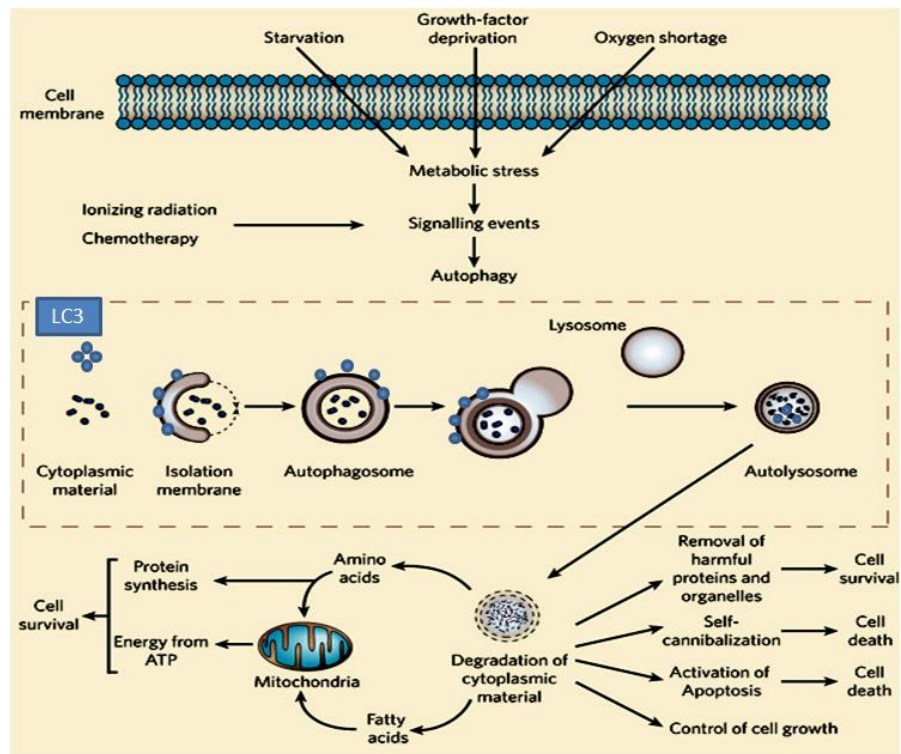 Starvation
Growth-factor
deprivation
Oxygen shortage
Cell
membrane
Metabolic stress
Ionizing radiation
Chemotherapy
Signalling events
Autophagy
LC3
Lysosome
Cytoplasmic
material
Isolation
membrane
Autophagosome
Autolysosome
Cell
survival
Protein
synthesis
Energy from
ATP
Amino
acids
Mitochondria
Fatty
acids
Degradation of
cytoplasmic
material
Removal of
harmful
proteins and
organelles
Cell
survival
Self-
cannibalization
Cell
death
Activation of
Apoptosis
Cell
death
Control of cell growth